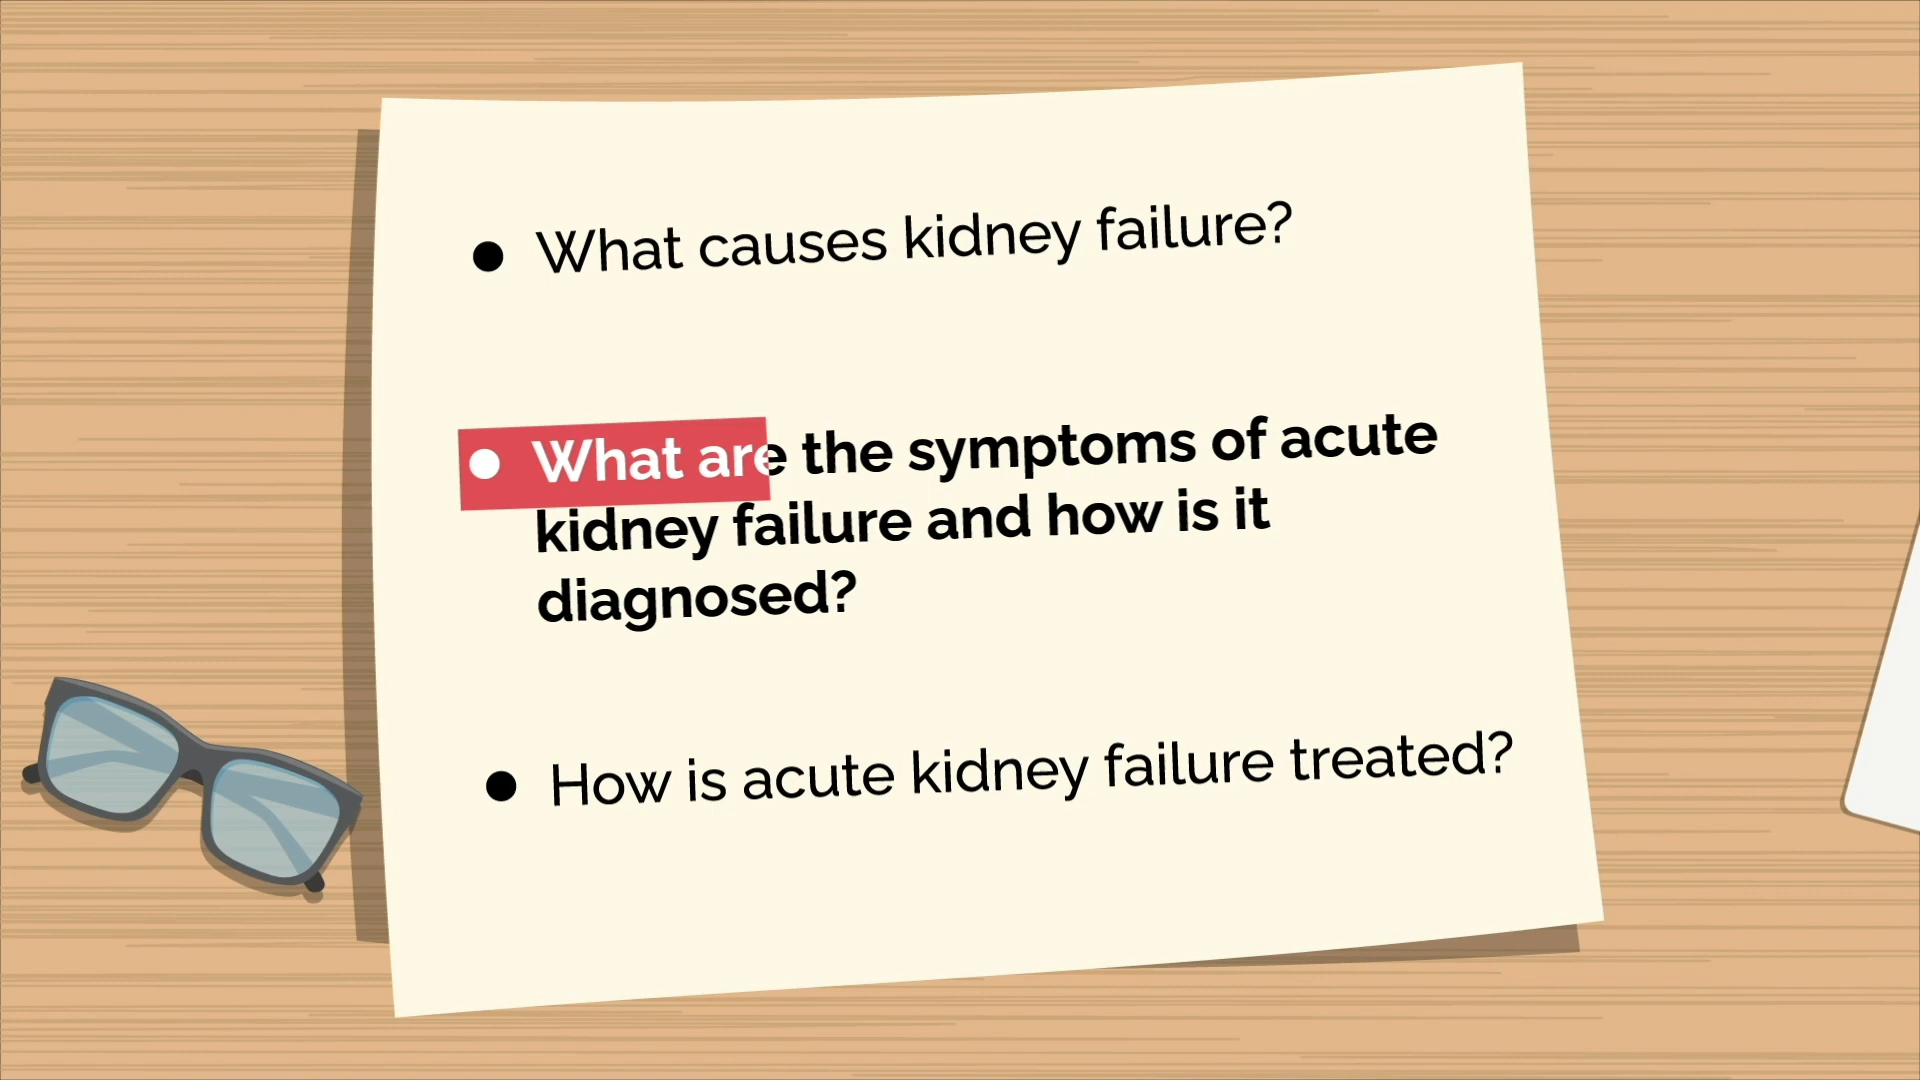 ● What causes kidney failure?
● What are the symptoms of acute
kidney failure and how is it
diagnosed?
● How is acute kidney failure treated?